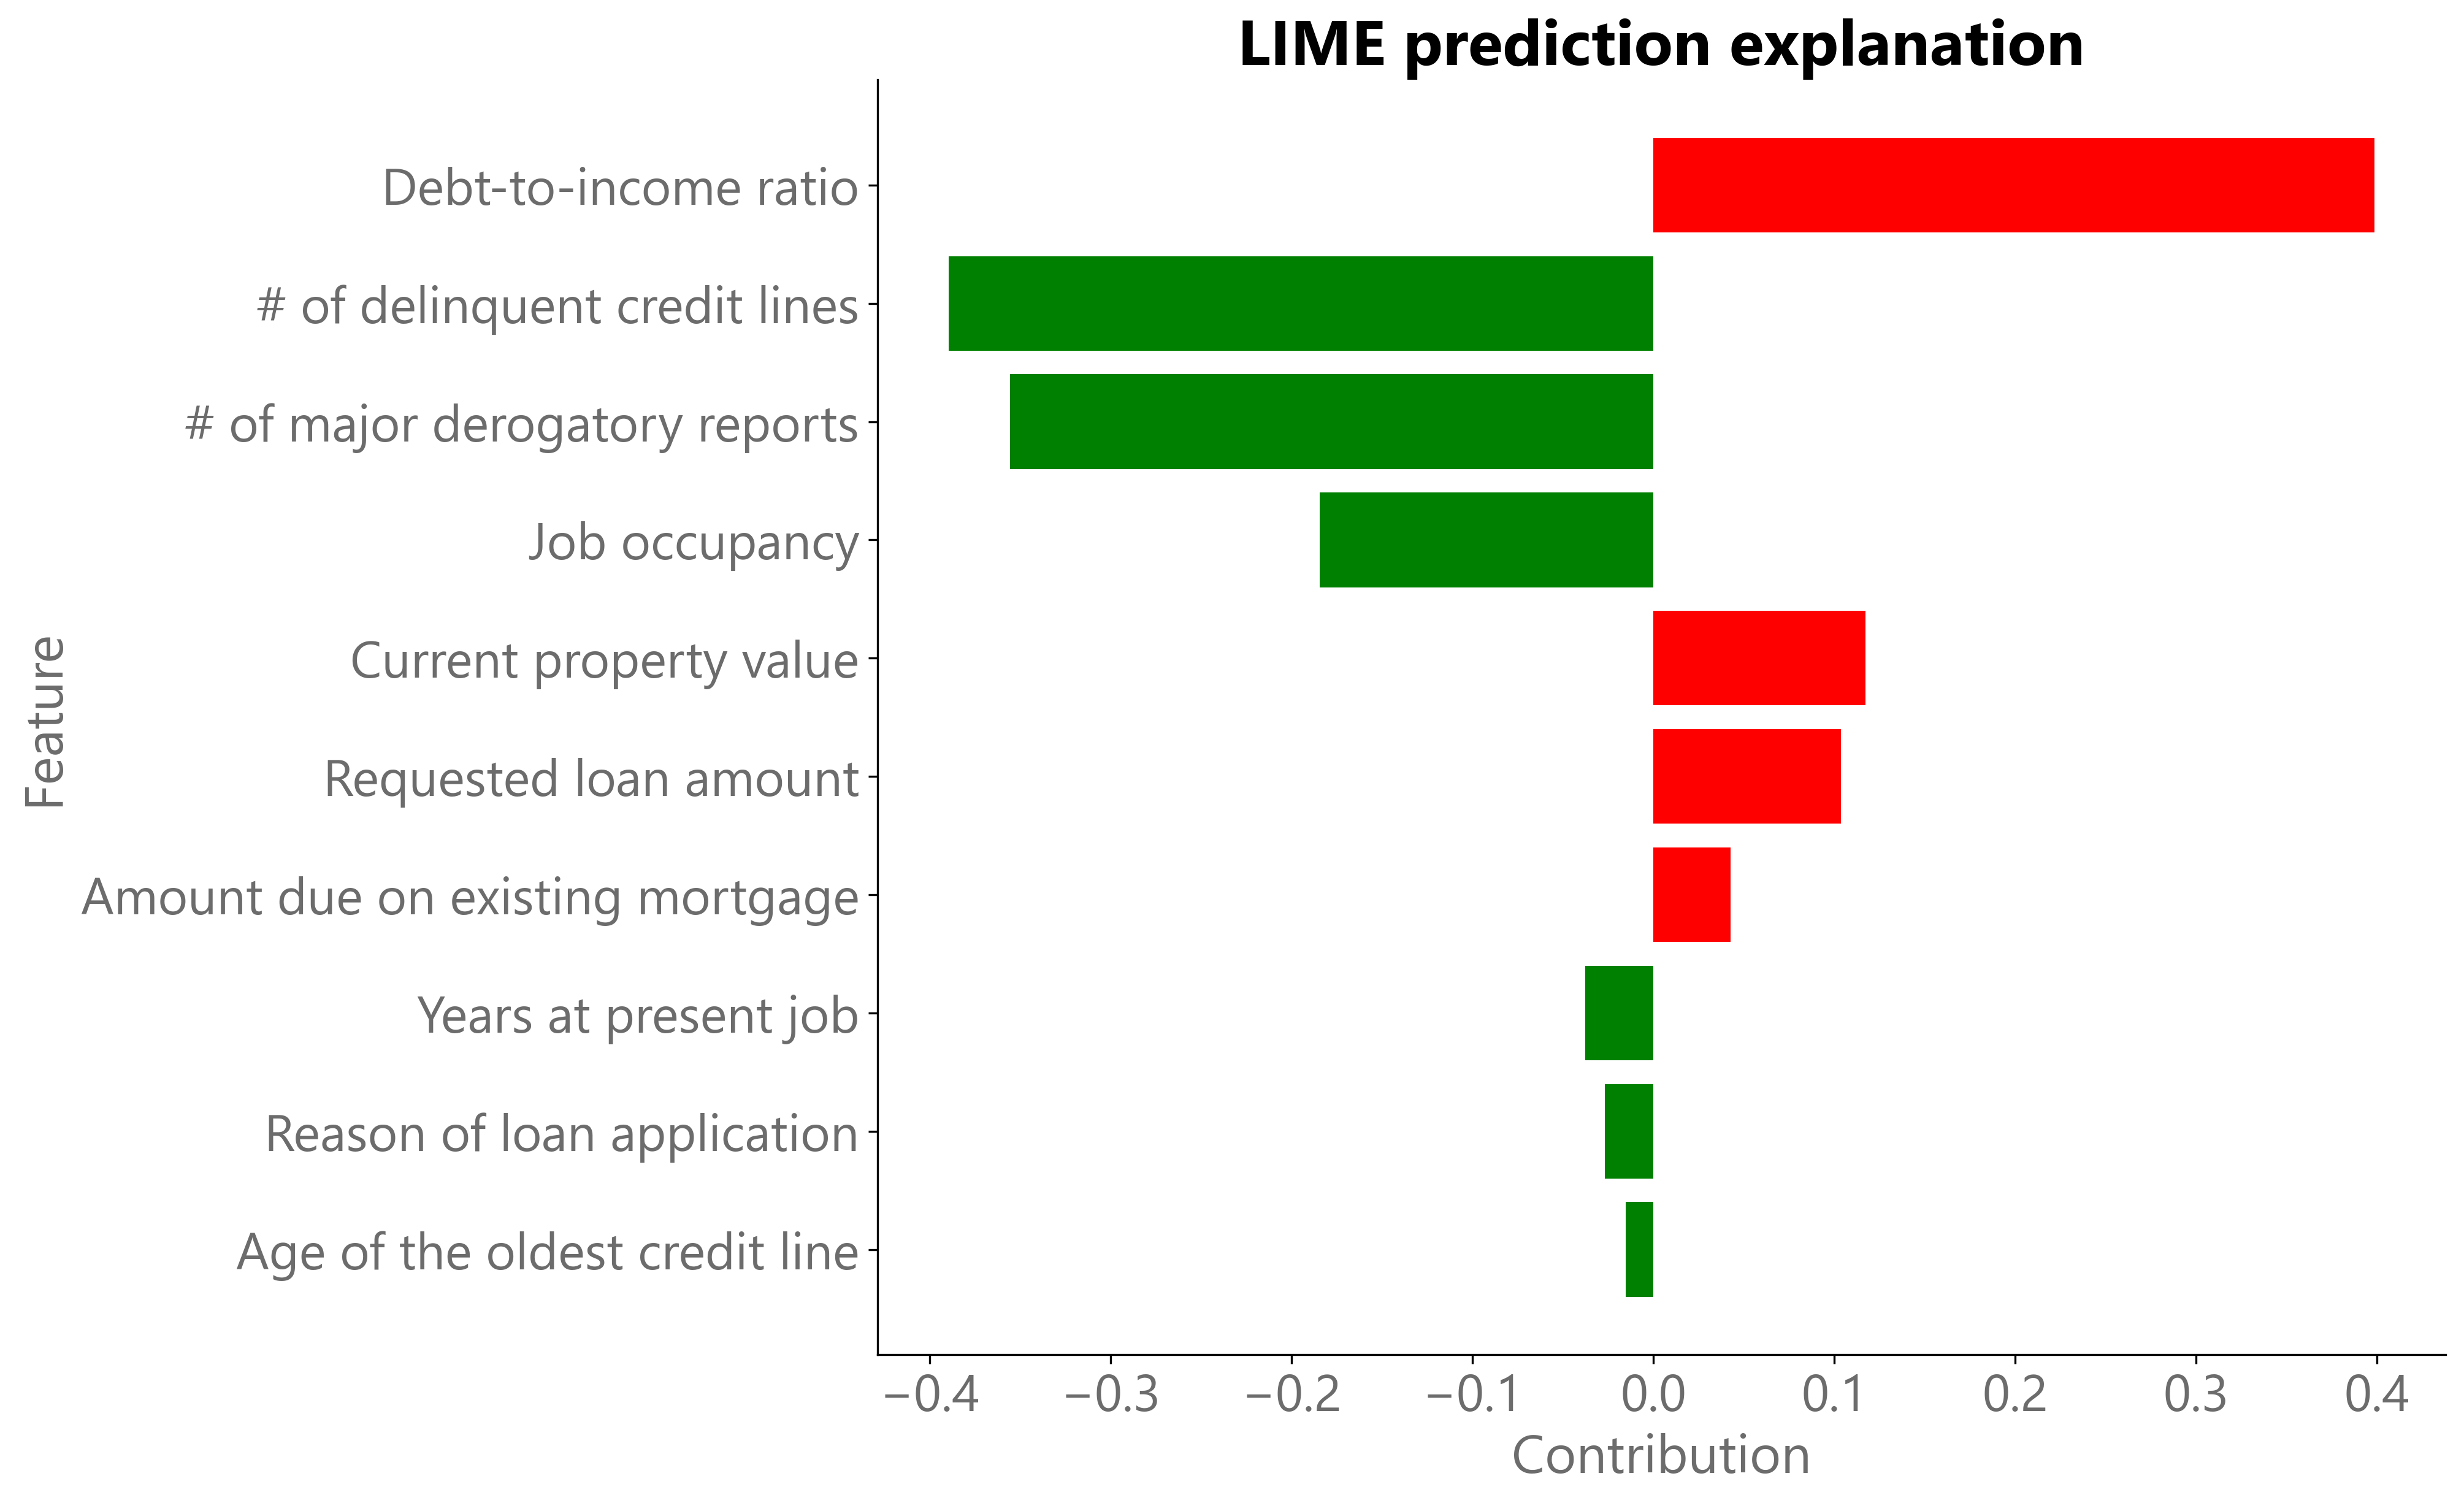 LIME prediction explanation
Debt-to-income ratio
# of delinquent credit lines
# of major derogatory reports
Job occupancy
Current property value
Requested loan amount
Amount due on existing mortgage
Years at present job
Reason of loan application
Age of the oldest credit line
Feature
−0.4 −0.3 −0.2 −0.1 0.0 0.1 0.2 0.3 0.4
Contribution